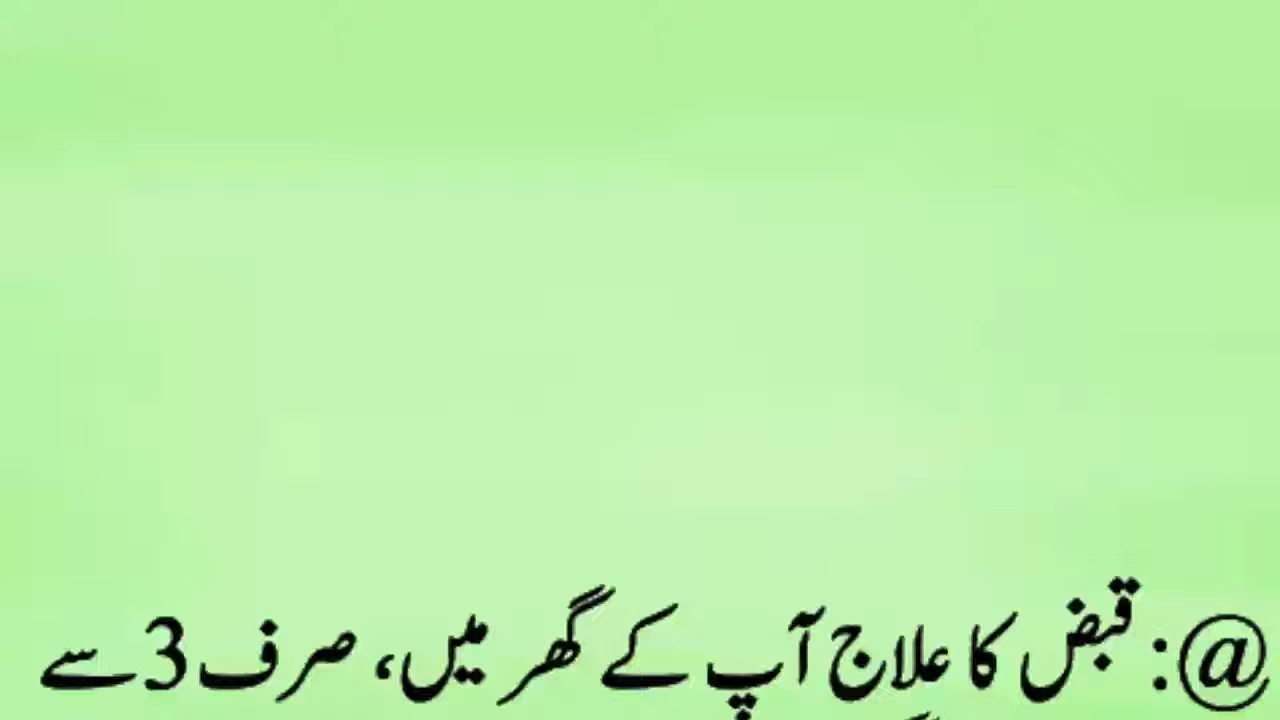 @: قبض کا علاج آپ کے گھر میں، صرف 3 سے